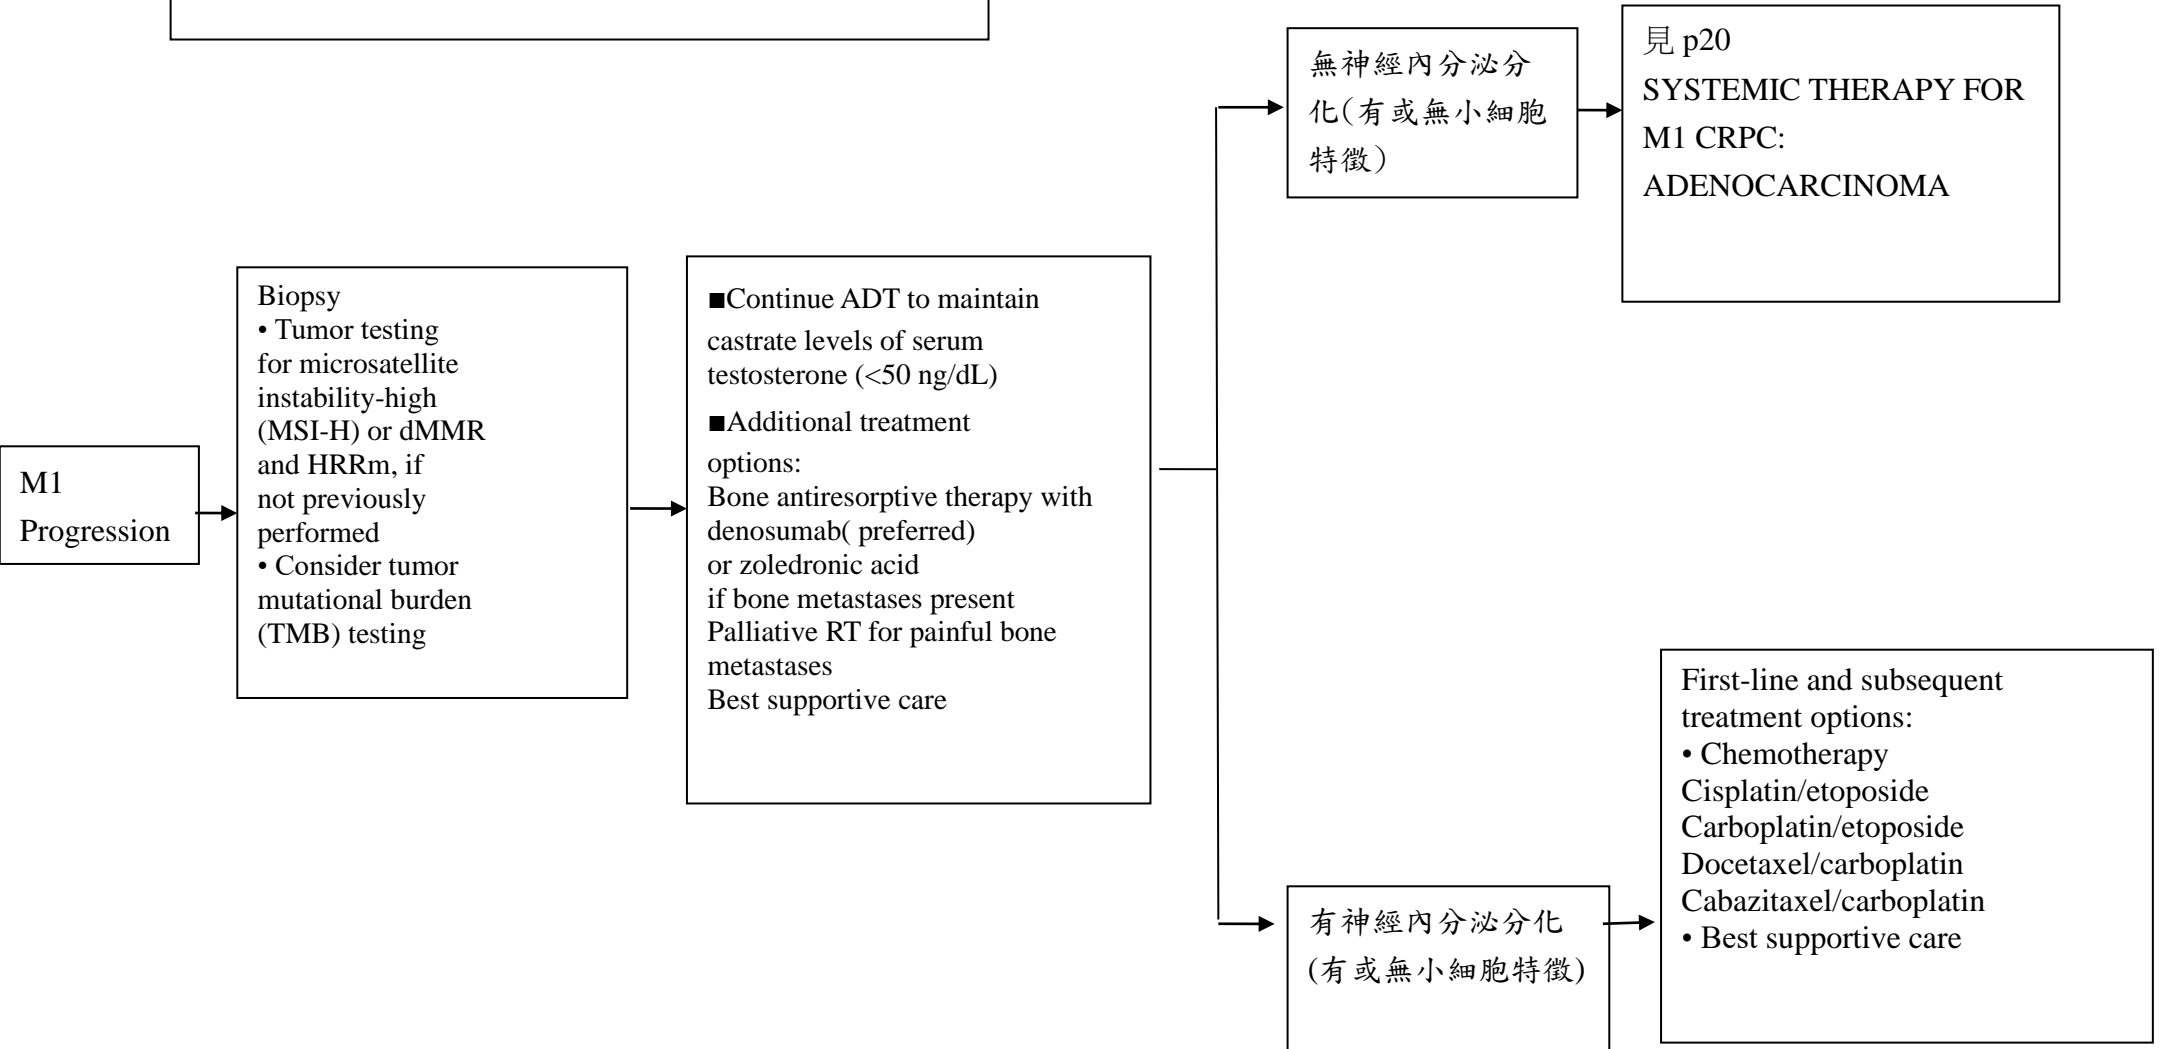 M1
Progression
Biopsy
• Tumor testing
for microsatellite
instability-high
(MSI-H) or dMMR
and HRRm, if
not previously
performed
• Consider tumor
mutational burden
(TMB) testing
■Continue ADT to maintain
castrate levels of serum
testosterone (<50 ng/dL)
■Additional treatment
options:
Bone antiresorptive therapy with
denosumab( preferred)
or zoledronic acid
if bone metastases present
Palliative RT for painful bone
metastases
Best supportive care
無神經內分泌分
化(有或無小細胞
特徵)
見 p20
SYSTEMIC THERAPY FOR
M1 CRPC:
ADENOCARCINOMA
有神經內分泌分化
(有或無小細胞特徵)
First-line and subsequent
treatment options:
• Chemotherapy
Cisplatin/etoposide
Carboplatin/etoposide
Docetaxel/carboplatin
Cabazitaxel/carboplatin
• Best supportive care